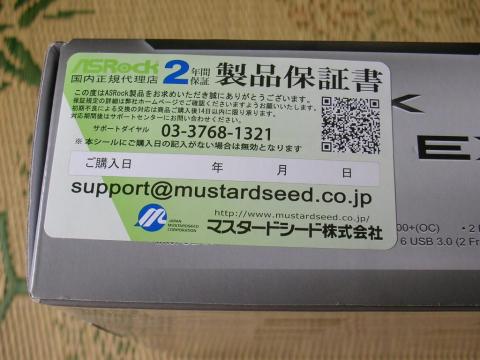 ASRock
国内正規代理店
2年間保証
製品保証書
この度はASRock製品をお求めいただき誠にありがとうございます。
保証規定の詳細は弊社ホームページでご確認くださいますようお願いします。
初期不良による交換の対応は商品ご購入後14日以内に限り承ります。
対応期間後はサポートセンターにお問い合わせください。
サポートダイヤル 03-3768-1321
※本シールにご購入日の記入がない場合は無効となります
ご購入日 年 月 日
support@mustardseed.co.jp
http://www.mustardseed.co.jp/
JAPAN
MUSTARDSEED
CORPORATION
マスタードシード株式会社
K
EX
00+(OC)
6 USB 3.0 (2 Fr